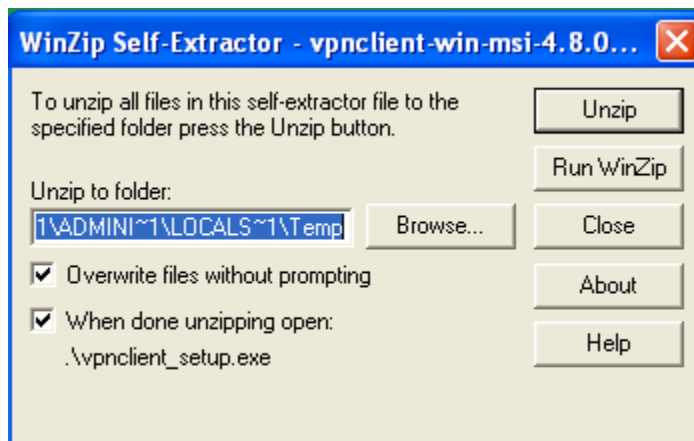 WinZip Self-Extractor - vpnclient-win-msi-4.8.0...
To unzip all files in this self-extractor file to the
specified folder press the Unzip button.
Unzip to folder:
1\ADMINI~1\LOCALS~1\Temp
Browse...
Overwrite files without prompting
When done unzipping open:
.\vpnclient_setup.exe
Unzip
Run WinZip
Close
About
Help